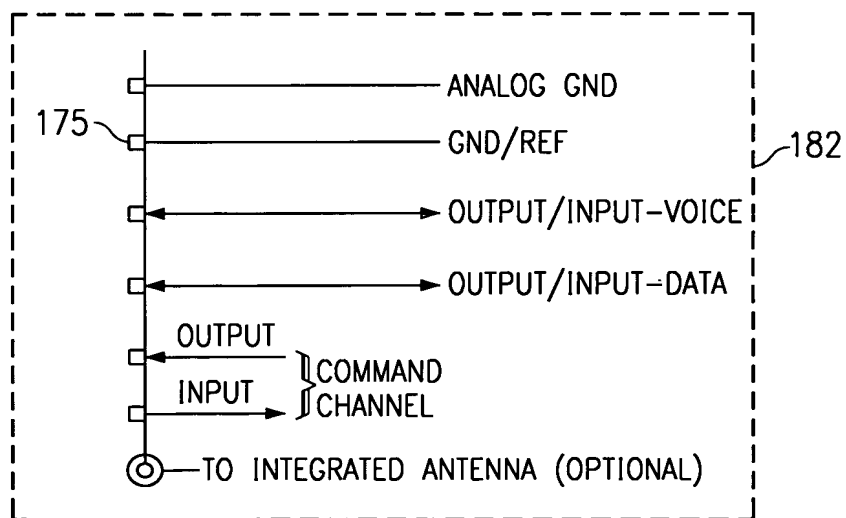 ANALOG GND
175
GND/REF
182
OUTPUT/INPUT-VOICE
OUTPUT/INPUT-DATA
OUTPUT
COMMAND
INPUT
CHANNEL
TO INTEGRATED ANTENNA (OPTIONAL)